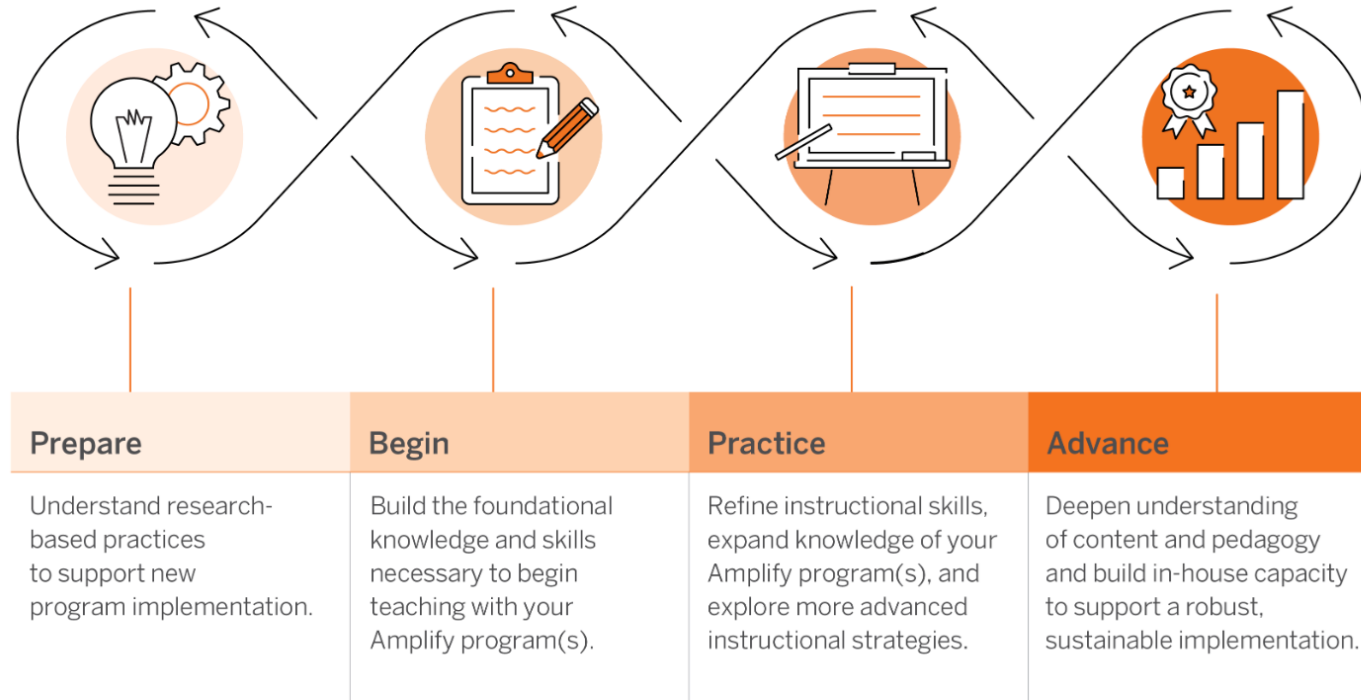 Prepare
Understand research-
based practices
to support new
program implementation.
Begin
Build the foundational
knowledge and skills
necessary to begin
teaching with your
Amplify program(s).
Practice
Refine instructional skills,
expand knowledge of your
Amplify program(s), and
explore more advanced
instructional strategies.
Advance
Deepen understanding
of content and pedagogy
and build in-house capacity
to support a robust,
sustainable implementation.